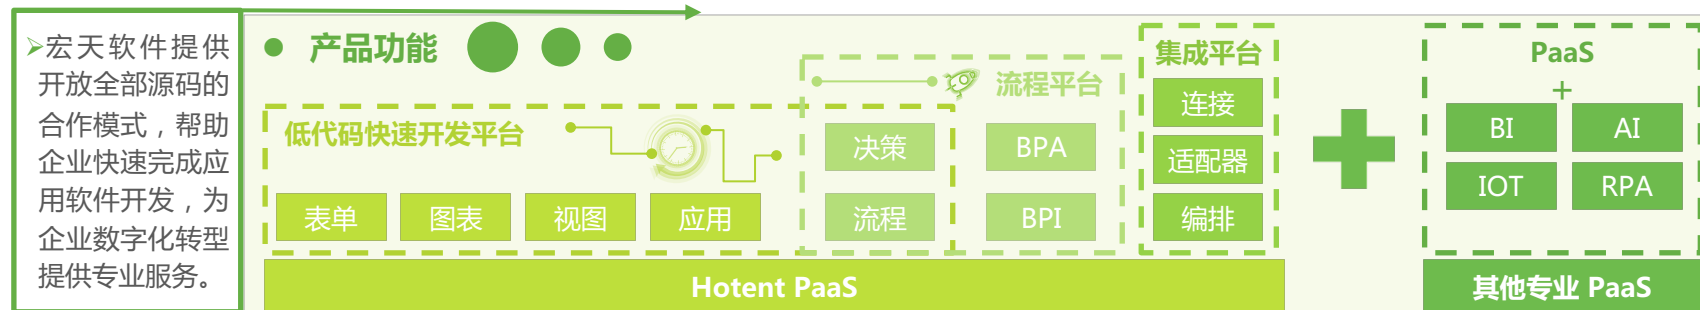 ➢宏天软件提供
开放全部源码的
合作模式，帮助
企业快速完成应
用软件开发，为
企业数字化转型
提供专业服务。
产品功能
低代码快速开发平台
表单
图表
视图
应用
流程平台
决策
BPA
流程
BPI
集成平台
连接
适配器
编排
Hotent PaaS
PaaS
+
BI
AI
IOT
RPA
其他专业 PaaS